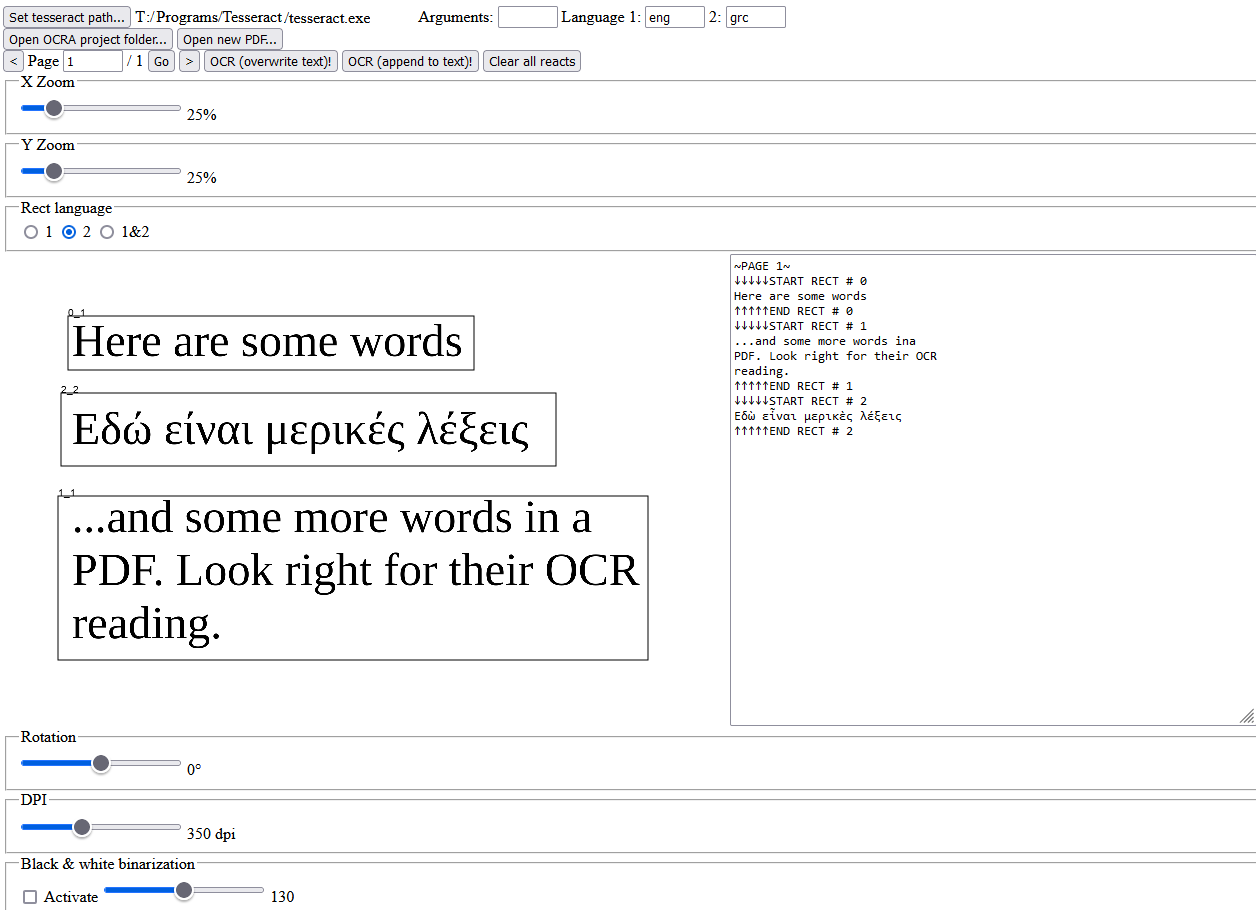 Set tesseract path... T:/Programs/Tesseract/tesseract.exe Arguments: Language 1: eng 2: grc
Open OCRA project folder... Open new PDF...
< Page 1 / 1 Go > OCR (overwrite text)! OCR (append to text)! Clear all reacts
X Zoom
25%
Y Zoom
25%
Rect language
1 2 1&2
0_1
Here are some words
2_2
Εδώ είναι μερικές λέξεις
1_1
...and some more words in a
PDF. Look right for their OCR
reading.
~PAGE 1~
↓↓↓↓↓START RECT # 0
Here are some words
↑↑↑↑↑END RECT # 0
↓↓↓↓↓START RECT # 1
...and some more words ina
PDF. Look right for their OCR
reading.
↑↑↑↑↑END RECT # 1
↓↓↓↓↓START RECT # 2
Εδὼ εἶναι μερικὲς λέξεις
↑↑↑↑↑END RECT # 2
Rotation
0°
DPI
350 dpi
Black & white binarization
Activate 130